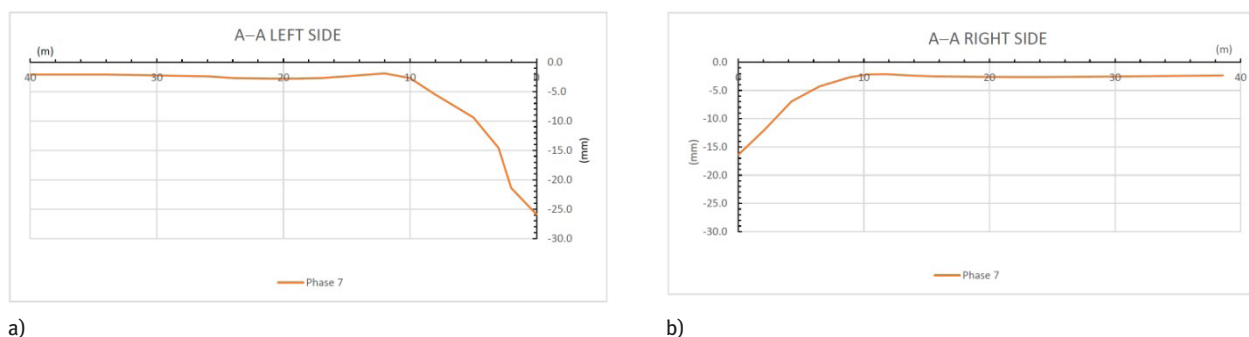 A–A LEFT SIDE
(m)
0.0
40 30 20 10 0
-5.0
-10.0
-15.0
-20.0
-25.0
-30.0
(mm)
Phase 7
a)
A–A RIGHT SIDE
(m)
0.0
0 10 20 30 40
-5.0
-10.0
-15.0
-20.0
-25.0
-30.0
(mm)
Phase 7
b)